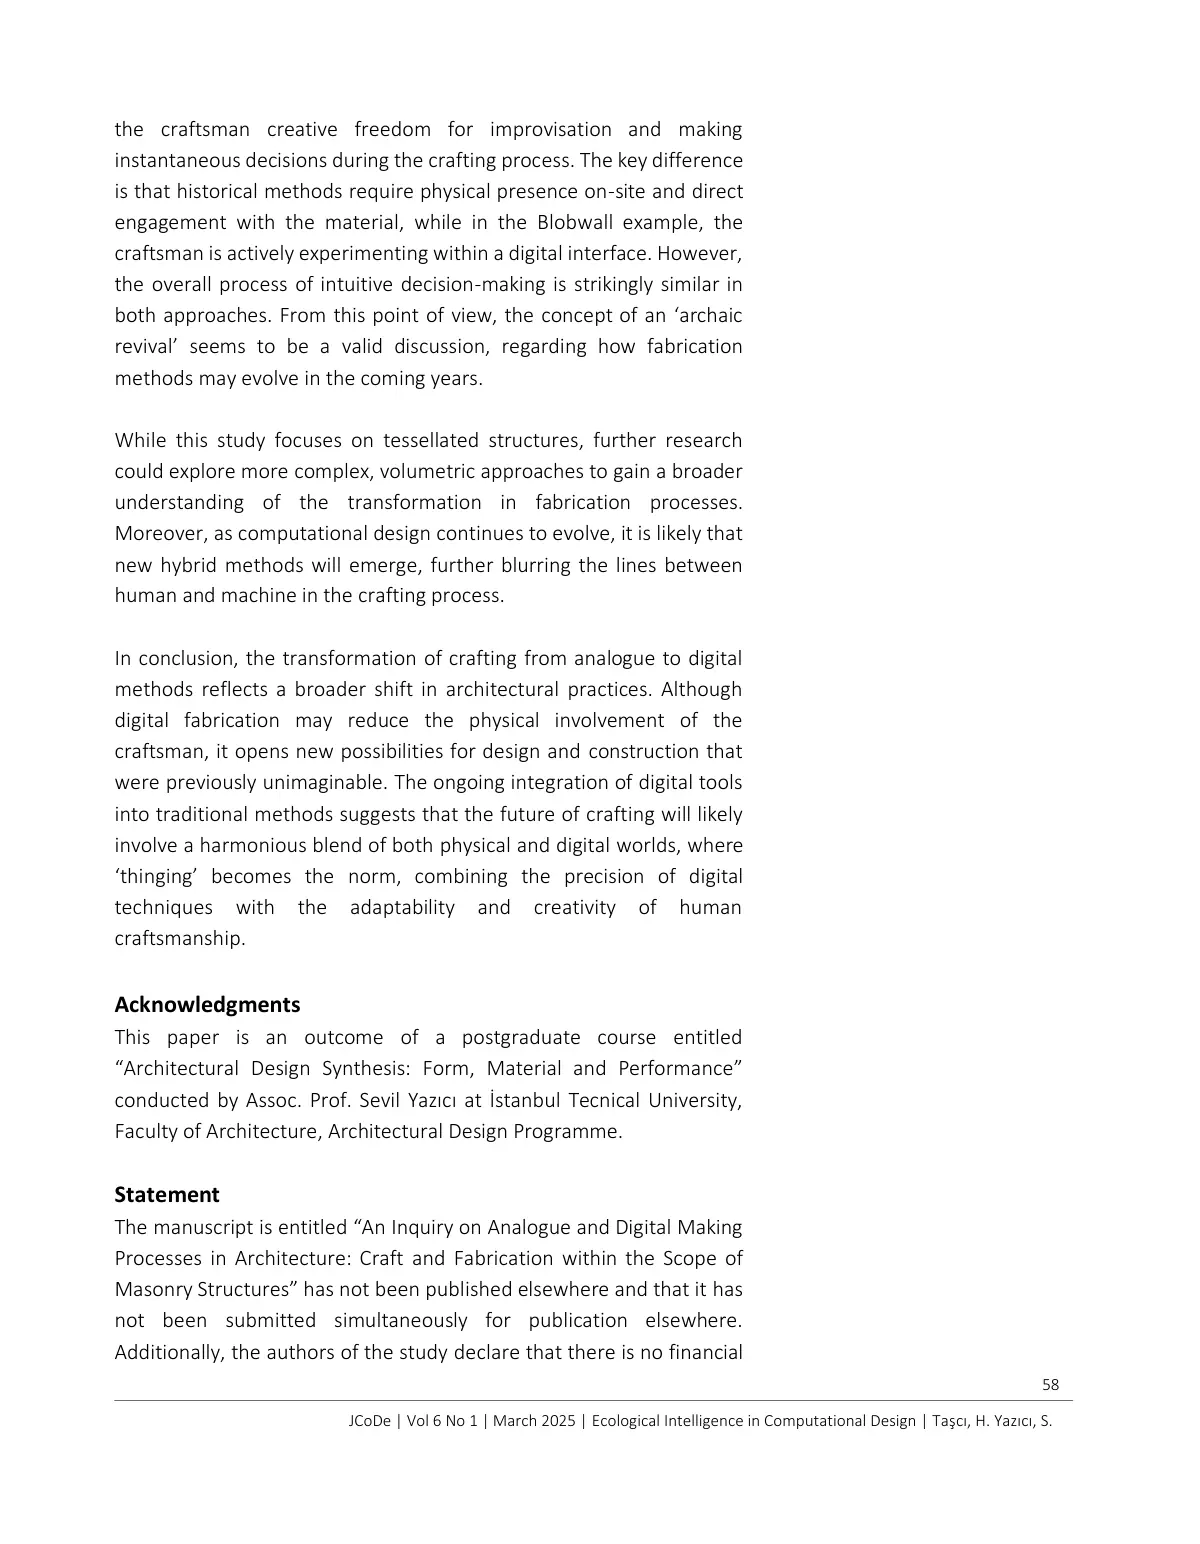 the craftsman creative freedom for improvisation and making
instantaneous decisions during the crafting process. The key difference
is that historical methods require physical presence on-site and direct
engagement with the material, while in the Blobwall example, the
craftsman is actively experimenting within a digital interface. However,
the overall process of intuitive decision-making is strikingly similar in
both approaches. From this point of view, the concept of an ‘archaic
revival’ seems to be a valid discussion, regarding how fabrication
methods may evolve in the coming years.
While this study focuses on tessellated structures, further research
could explore more complex, volumetric approaches to gain a broader
understanding of the transformation in fabrication processes.
Moreover, as computational design continues to evolve, it is likely that
new hybrid methods will emerge, further blurring the lines between
human and machine in the crafting process.
In conclusion, the transformation of crafting from analogue to digital
methods reflects a broader shift in architectural practices. Although
digital fabrication may reduce the physical involvement of the
craftsman, it opens new possibilities for design and construction that
were previously unimaginable. The ongoing integration of digital tools
into traditional methods suggests that the future of crafting will likely
involve a harmonious blend of both physical and digital worlds, where
‘thinging’ becomes the norm, combining the precision of digital
techniques with the adaptability and creativity of human
craftsmanship.
Acknowledgments
This paper is an outcome of a postgraduate course entitled
“Architectural Design Synthesis: Form, Material and Performance”
conducted by Assoc. Prof. Sevil Yazıcı at İstanbul Tecnical University,
Faculty of Architecture, Architectural Design Programme.
Statement
The manuscript is entitled “An Inquiry on Analogue and Digital Making
Processes in Architecture: Craft and Fabrication within the Scope of
Masonry Structures” has not been published elsewhere and that it has
not been submitted simultaneously for publication elsewhere.
Additionally, the authors of the study declare that there is no financial
58
JCoDe | Vol 6 No 1 | March 2025 | Ecological Intelligence in Computational Design | Taşcı, H. Yazıcı, S.